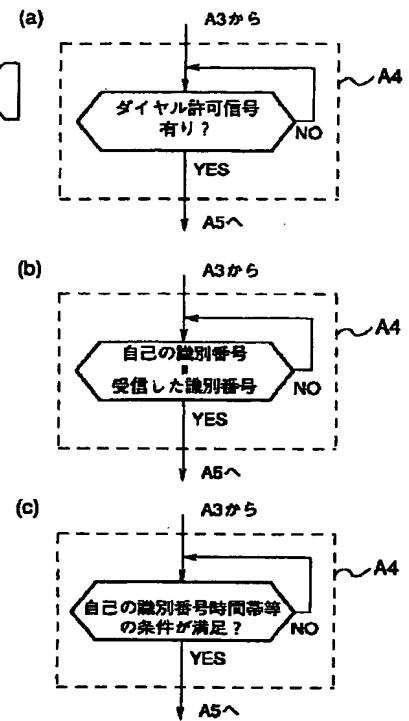 (a)
A3から
A4
ダイヤル許可信号
有り?
NO
YES
A5へ
(b)
A3から
A4
自己の識別番号
=
受信した識別番号
NO
YES
A5へ
(c)
A3から
A4
自己の識別番号時間帯等
の条件が満足?
NO
YES
A5へ